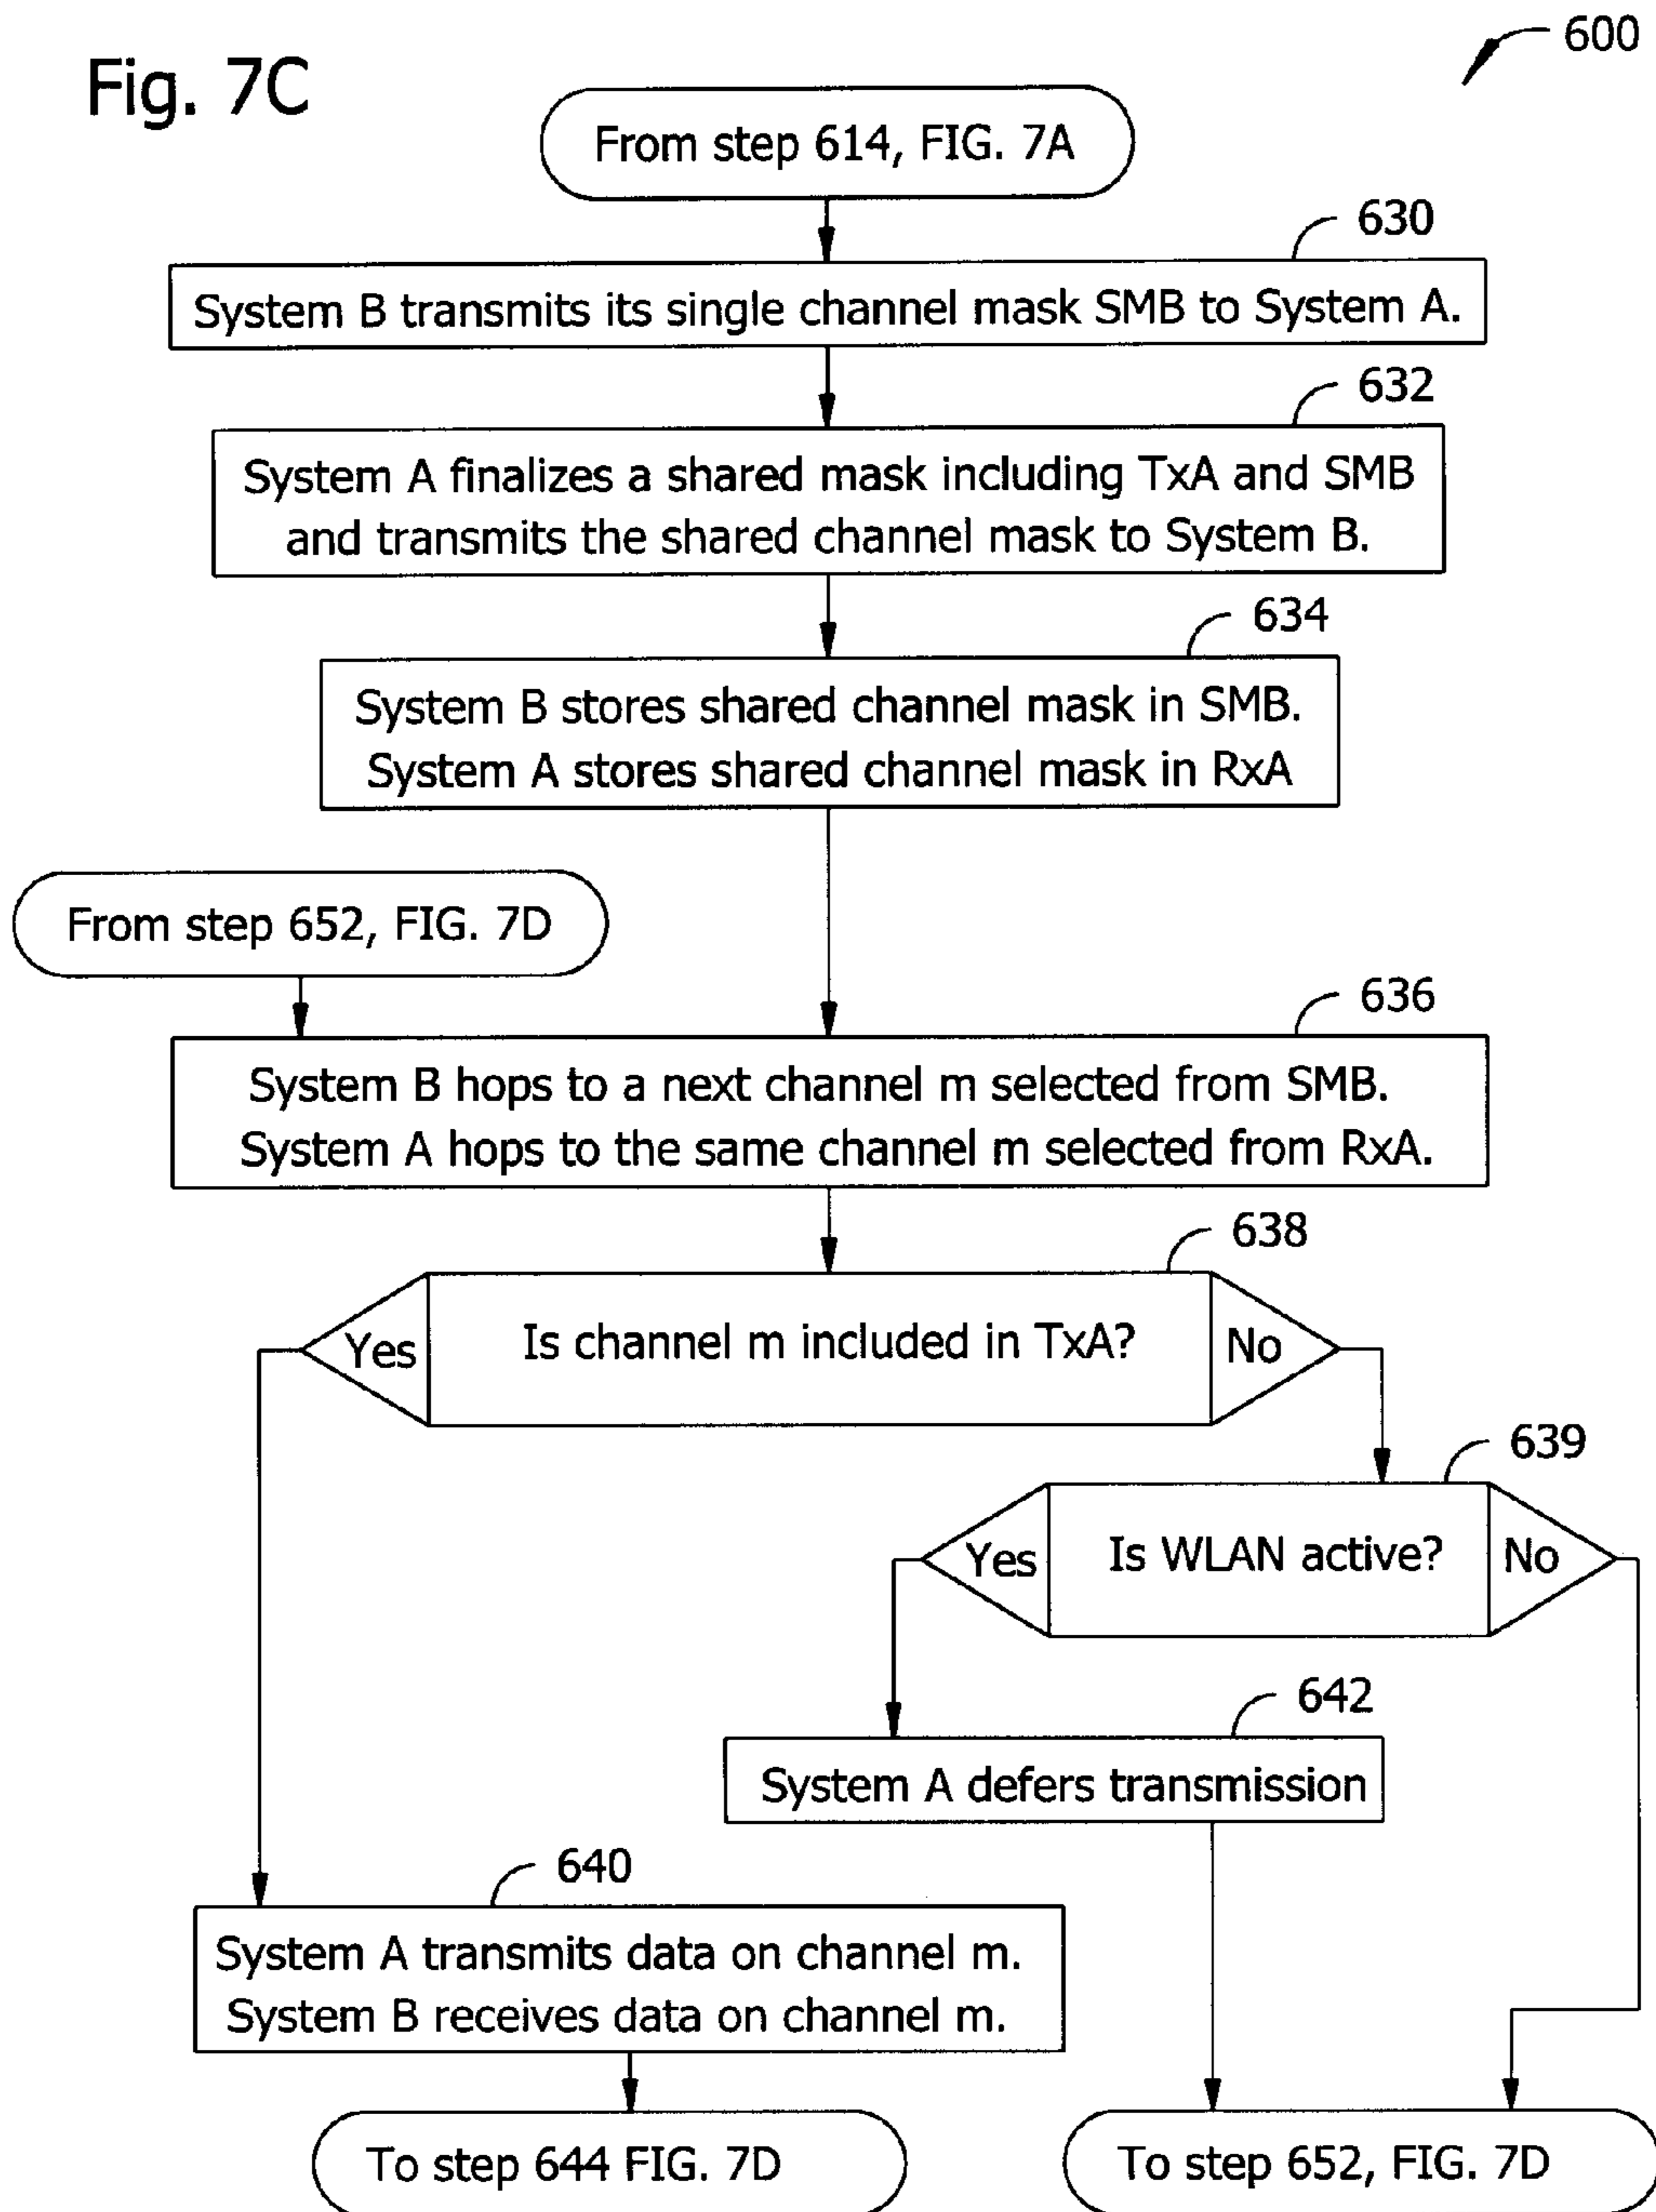 Fig. 7C
600
From step 614, FIG. 7A
630
System B transmits its single channel mask SMB to System A.
632
System A finalizes a shared mask including TxA and SMB
and transmits the shared channel mask to System B.
634
System B stores shared channel mask in SMB.
System A stores shared channel mask in RxA
From step 652, FIG. 7D
636
System B hops to a next channel m selected from SMB.
System A hops to the same channel m selected from RxA.
638
Yes
Is channel m included in TxA?
No
639
Yes
Is WLAN active?
No
642
System A defers transmission
640
System A transmits data on channel m.
System B receives data on channel m.
To step 644 FIG. 7D
To step 652, FIG. 7D